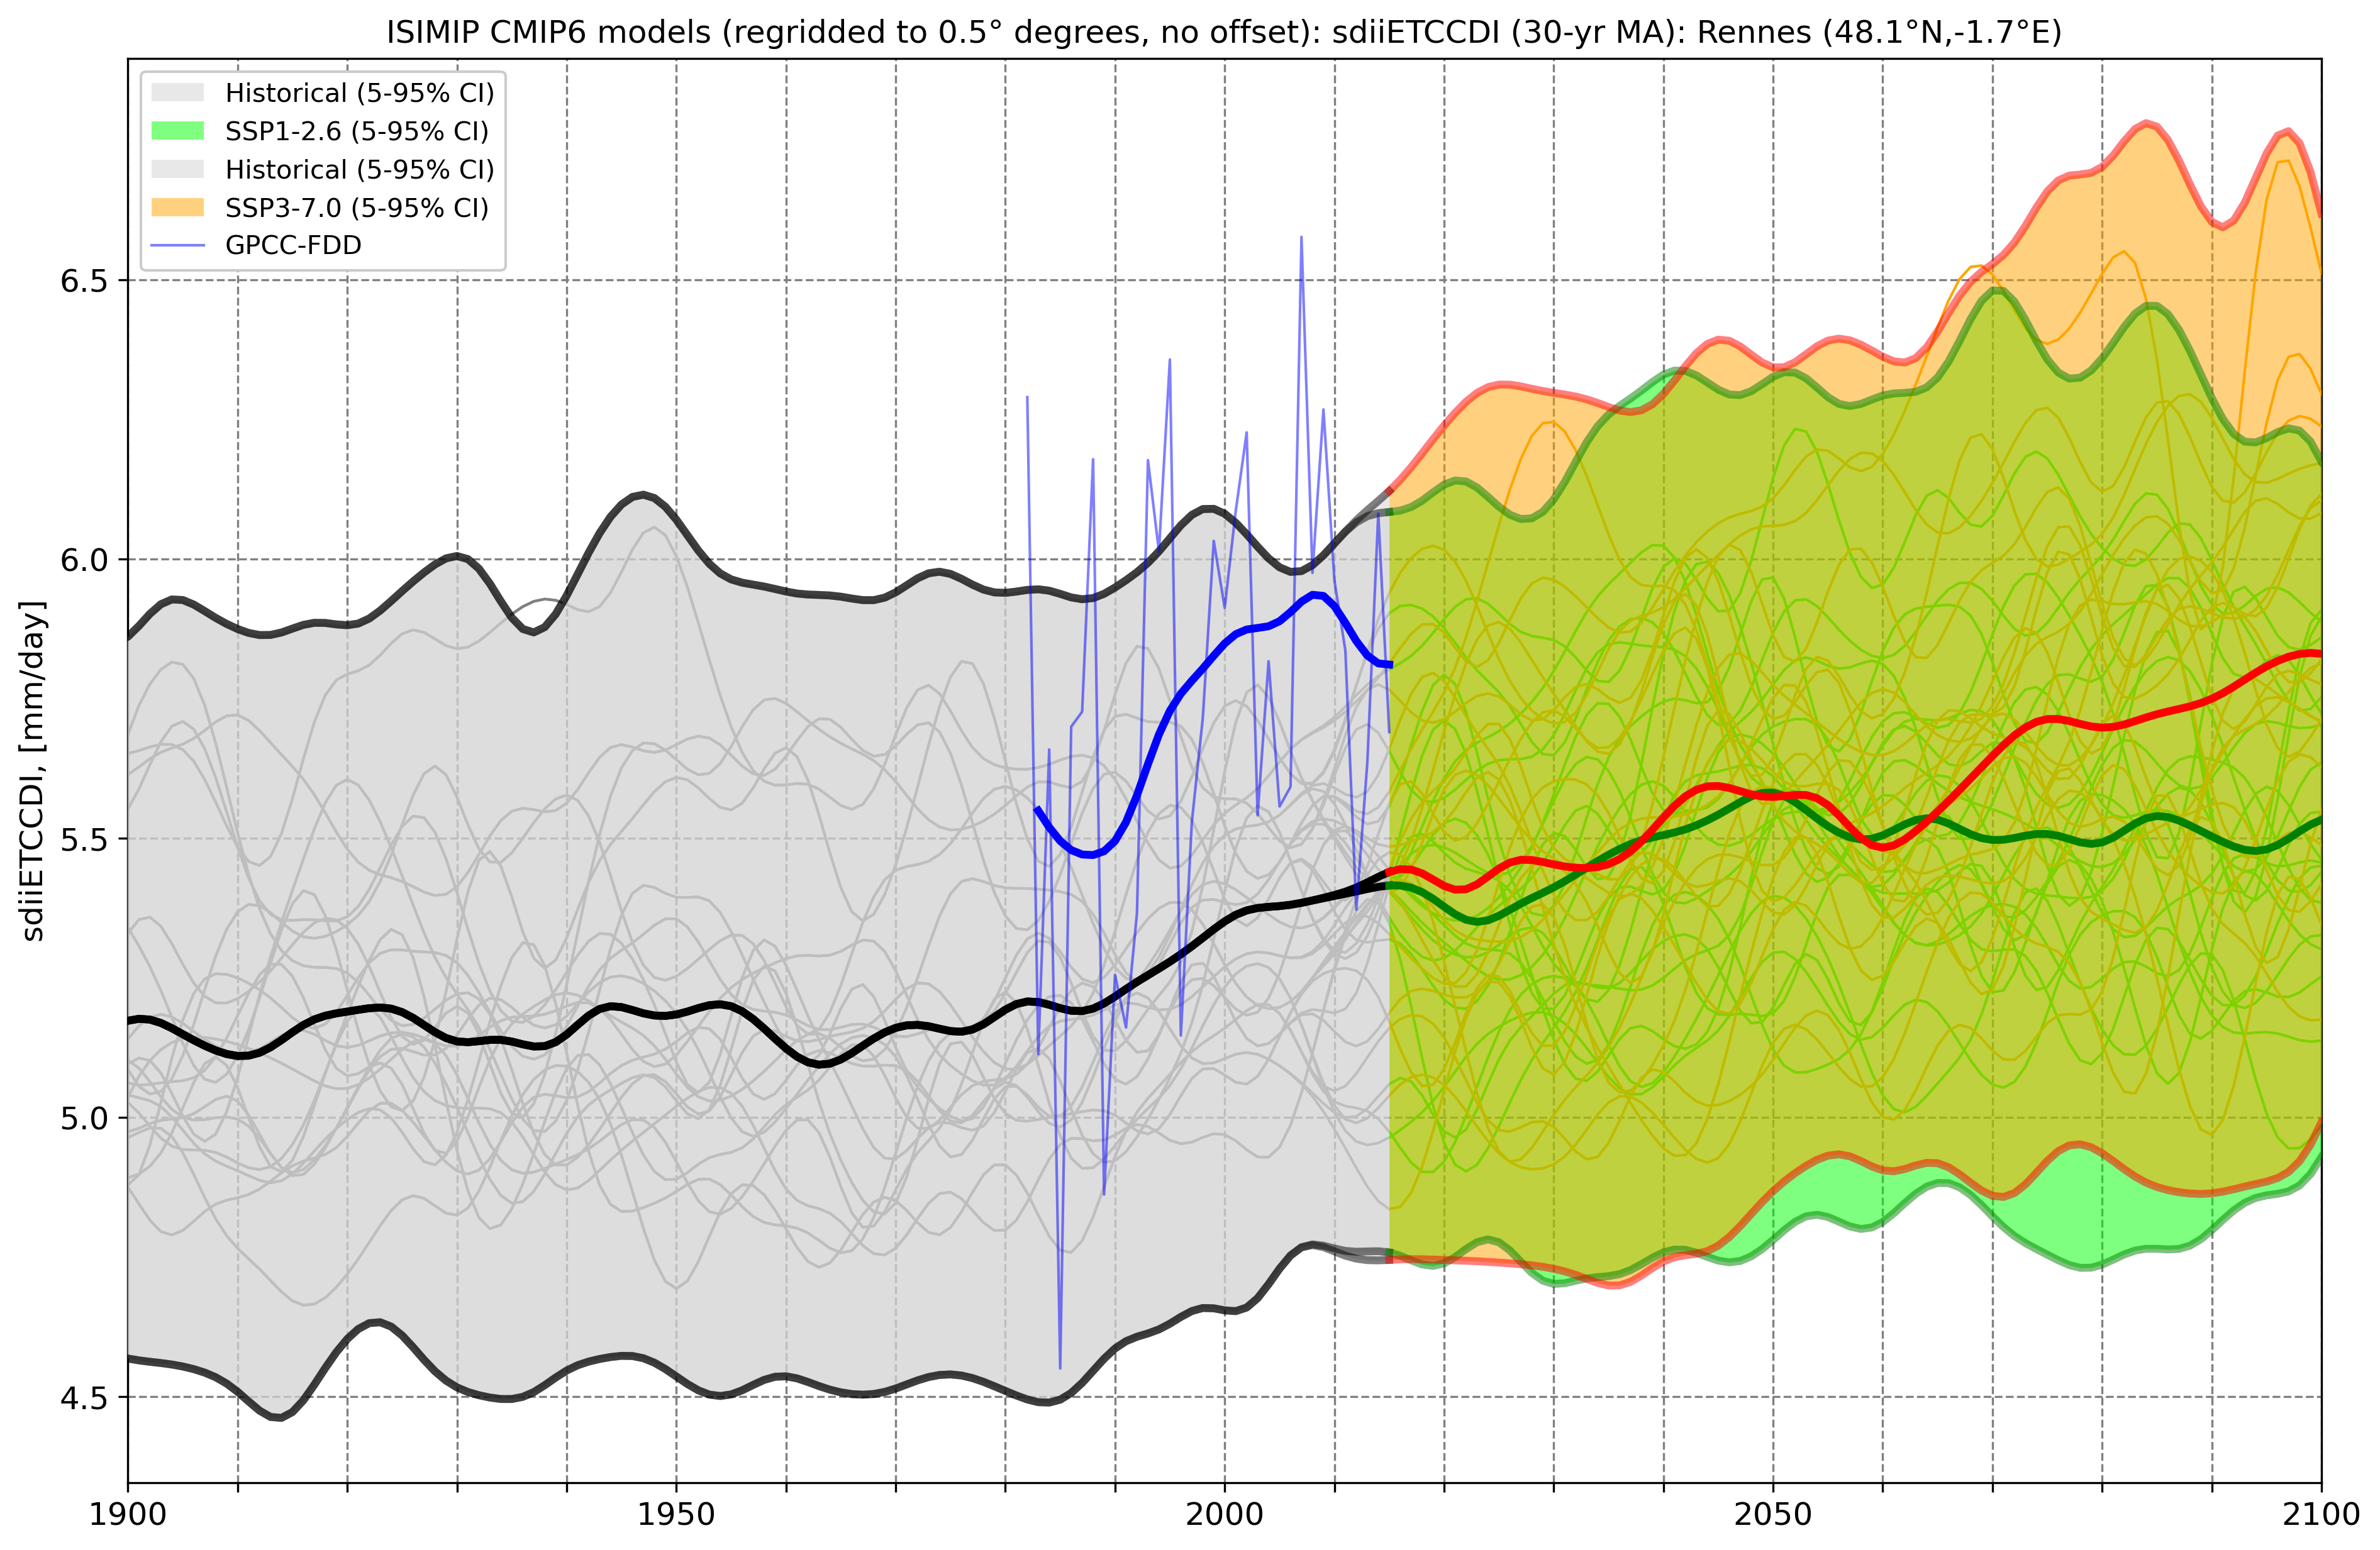 ISIMIP CMIP6 models (regridded to 0.5° degrees, no offset): sdiiETCCDI (30-yr MA): Rennes (48.1°N,-1.7°E)
Historical (5-95% CI)
SSP1-2.6 (5-95% CI)
Historical (5-95% CI)
SSP3-7.0 (5-95% CI)
GPCC-FDD
sdiiETCCDI, [mm/day]
6.5
6.0
5.5
5.0
4.5
1900 1950 2000 2050 2100